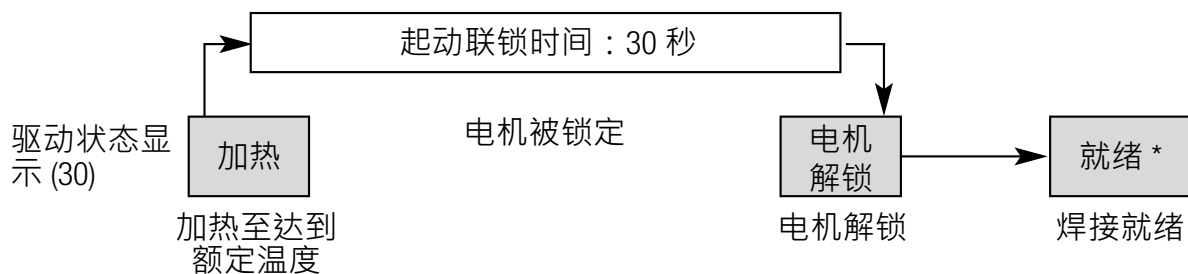 起动联锁时间：30 秒
驱动状态显
示 (30)
加热
电机被锁定
电机
解锁
就绪 *
加热至达到
额定温度
电机解锁
焊接就绪